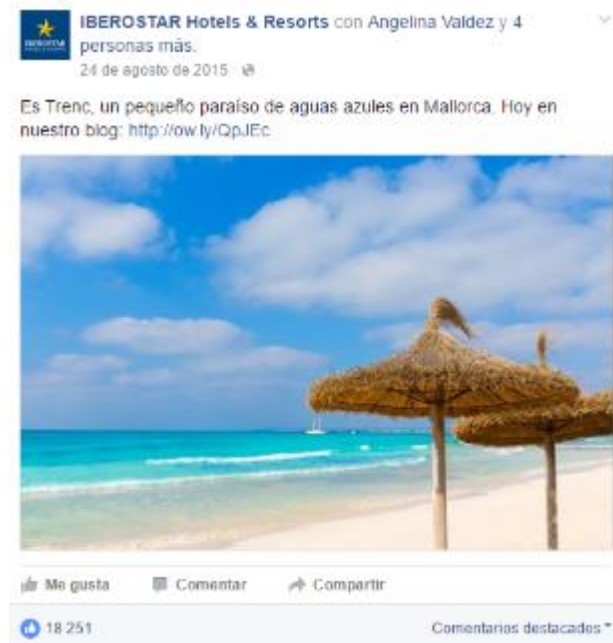 IBEROSTAR Hotels & Resorts con Angelina Valdez y 4
personas más.
24 de agosto de 2015
Es Trenc, un pequeño paraíso de aguas azules en Mallorca. Hoy en
nuestro blog: http://ow.ly/QpJEc
Me gusta Comentar Compartir
18 251 Comentarios destacados